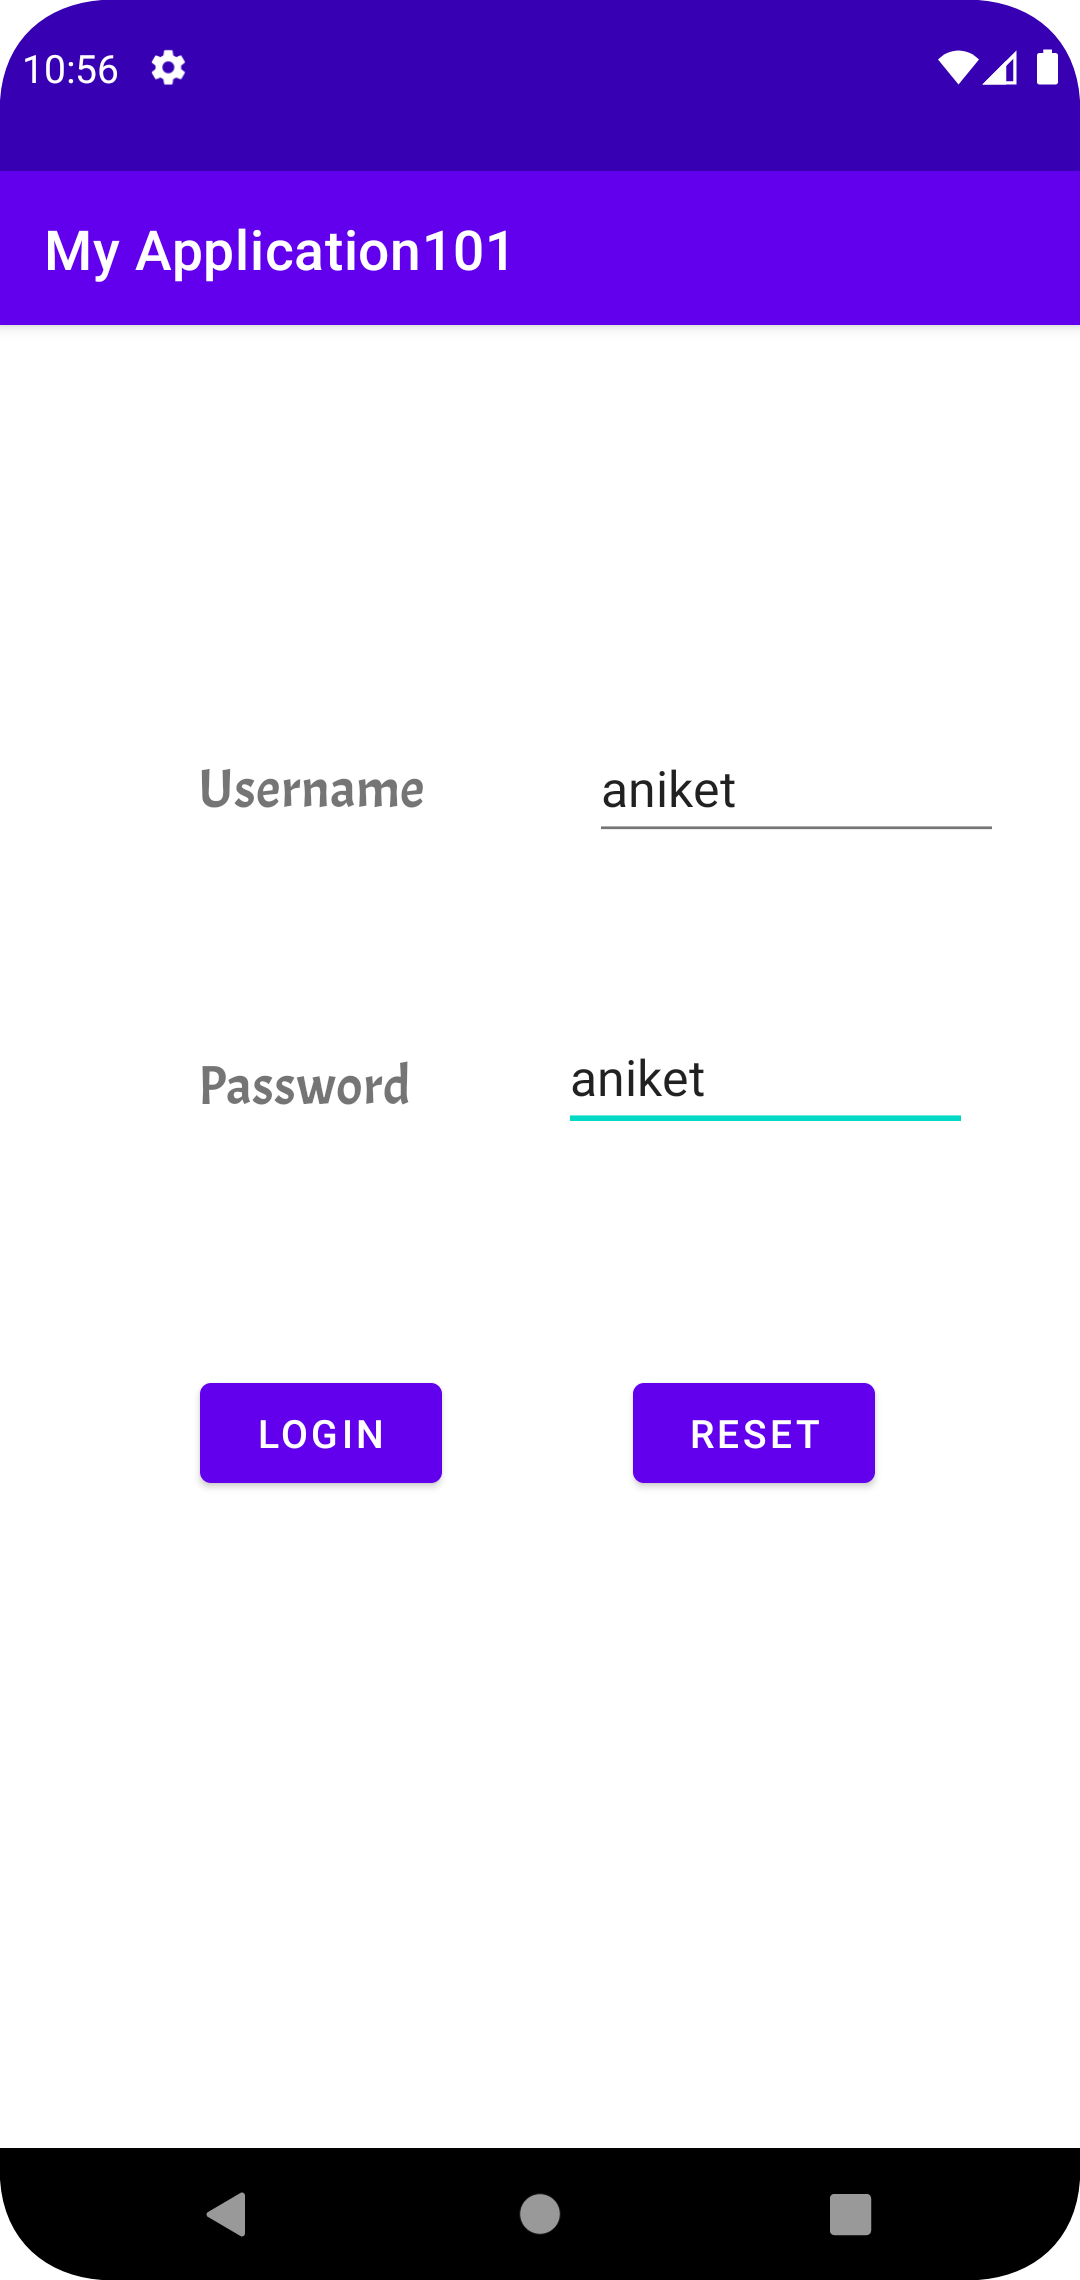 10:56
My Application101
Username aniket
Password aniket
LOGIN RESET